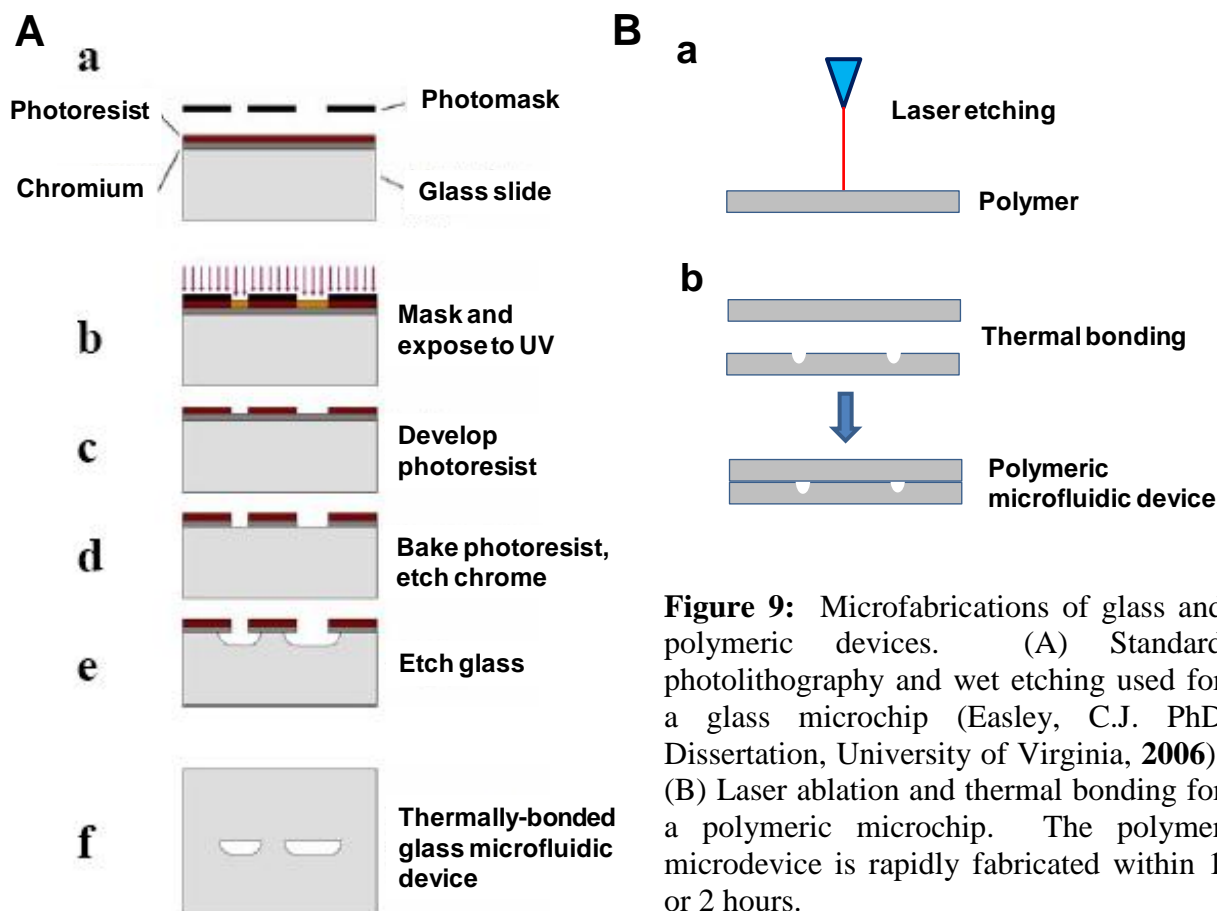 A
a
Photoresist
Photomask
Chromium
Glass slide
b
Mask and
expose to UV
c
Develop
photoresist
d
Bake photoresist,
etch chrome
e
Etch glass
f
Thermally-bonded
glass microfluidic
device
B
a
Laser etching
Polymer
b
Thermal bonding
Polymeric
microfluidic device
Figure 9: Microfabrications of glass and
polymeric devices. (A) Standard
photolithography and wet etching used for
a glass microchip (Easley, C.J. PhD
Dissertation, University of Virginia, 2006)
(B) Laser ablation and thermal bonding for
a polymeric microchip. The polymer
microdevice is rapidly fabricated within 1
or 2 hours.